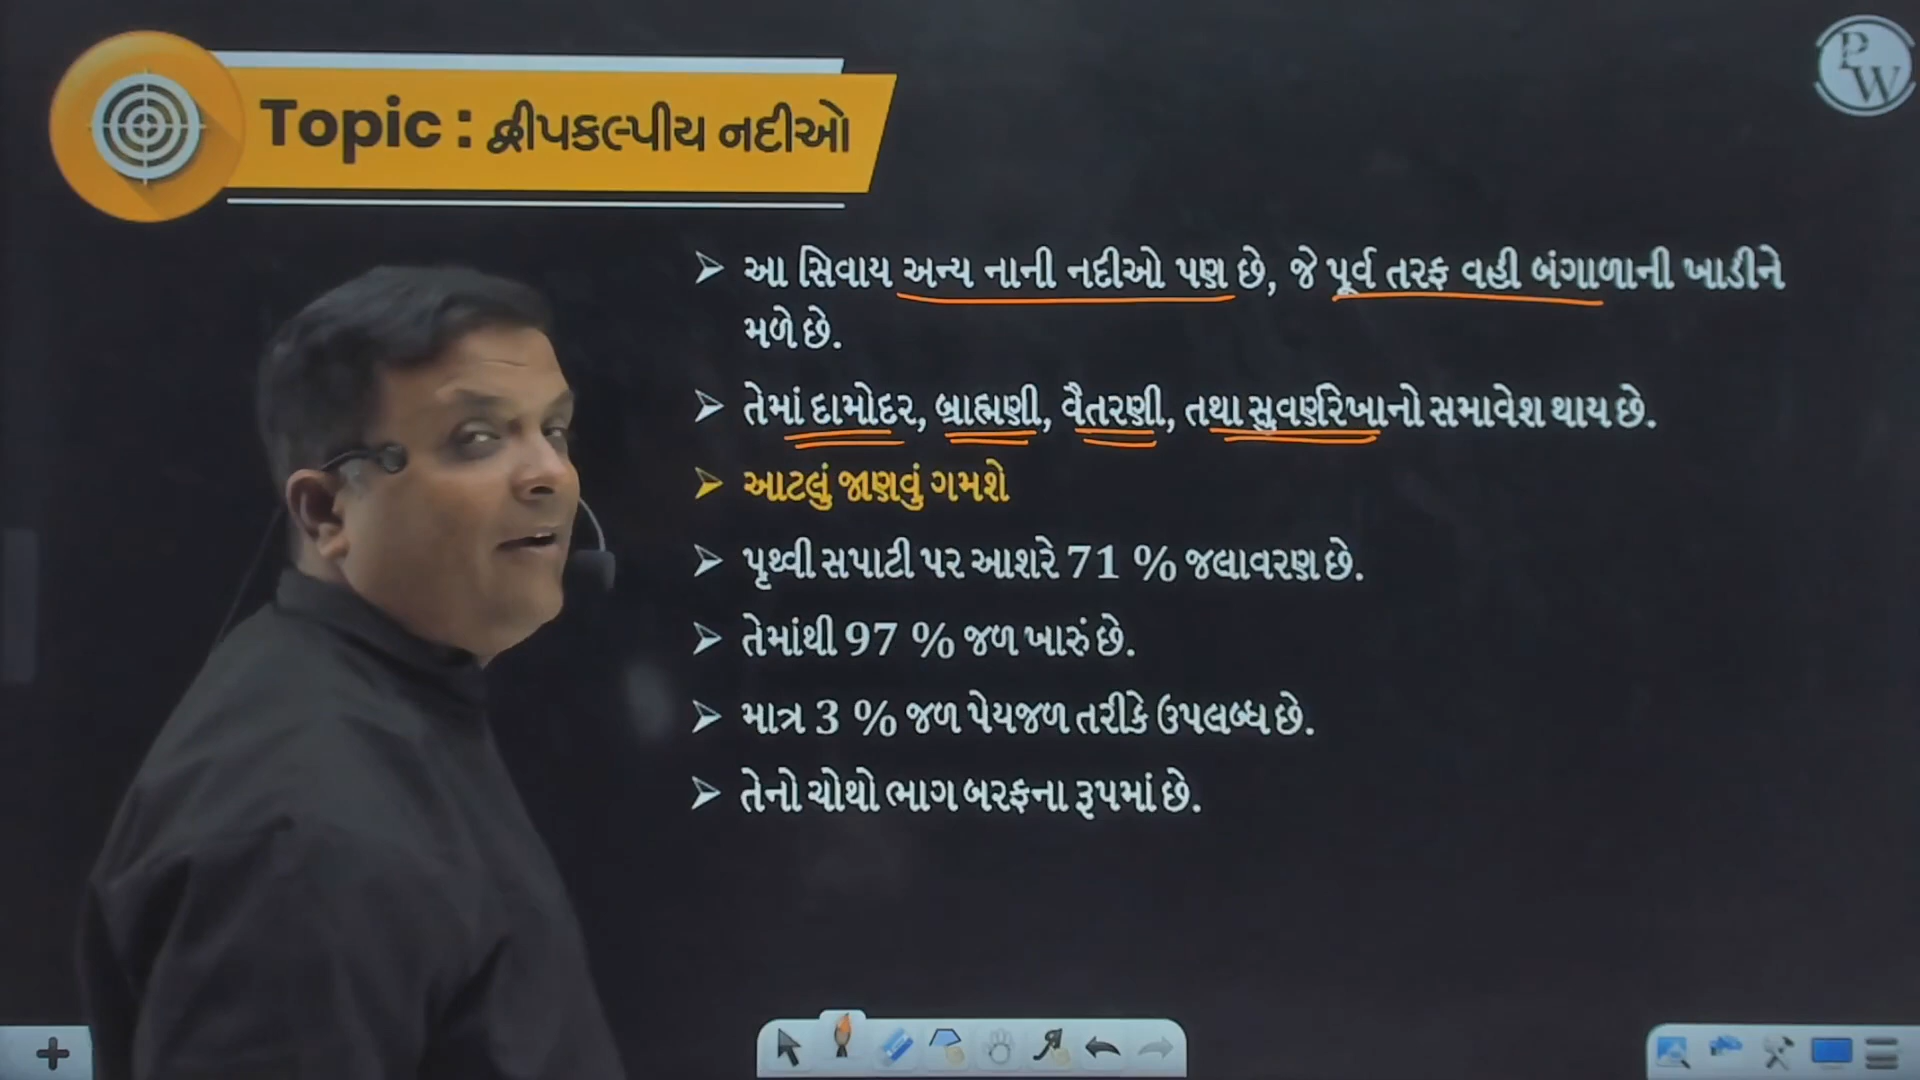 PW
Topic : દ્વીપકલ્પીય નદીઓ
➢ આ સિવાય અન્ય નાની નદીઓ પણ છે, જે પૂર્વ તરફ વહી બંગાળાની ખાડીને
મળે છે.
➢ તેમાં દામોદર, બ્રાહ્મણી, વૈતરણી, તથા સુવર્ણરેખાનો સમાવેશ થાય છે.
➢ આટલું જાણવું ગમશે
➢ પૃથ્વી સપાટી પર આશરે 71 % જલાવરણ છે.
➢ તેમાંથી 97 % જળ ખારું છે.
➢ માત્ર 3 % જળ પેયજળ તરીકે ઉપલબ્ધ છે.
➢ તેનો ચોથો ભાગ બરફના રૂપમાં છે.